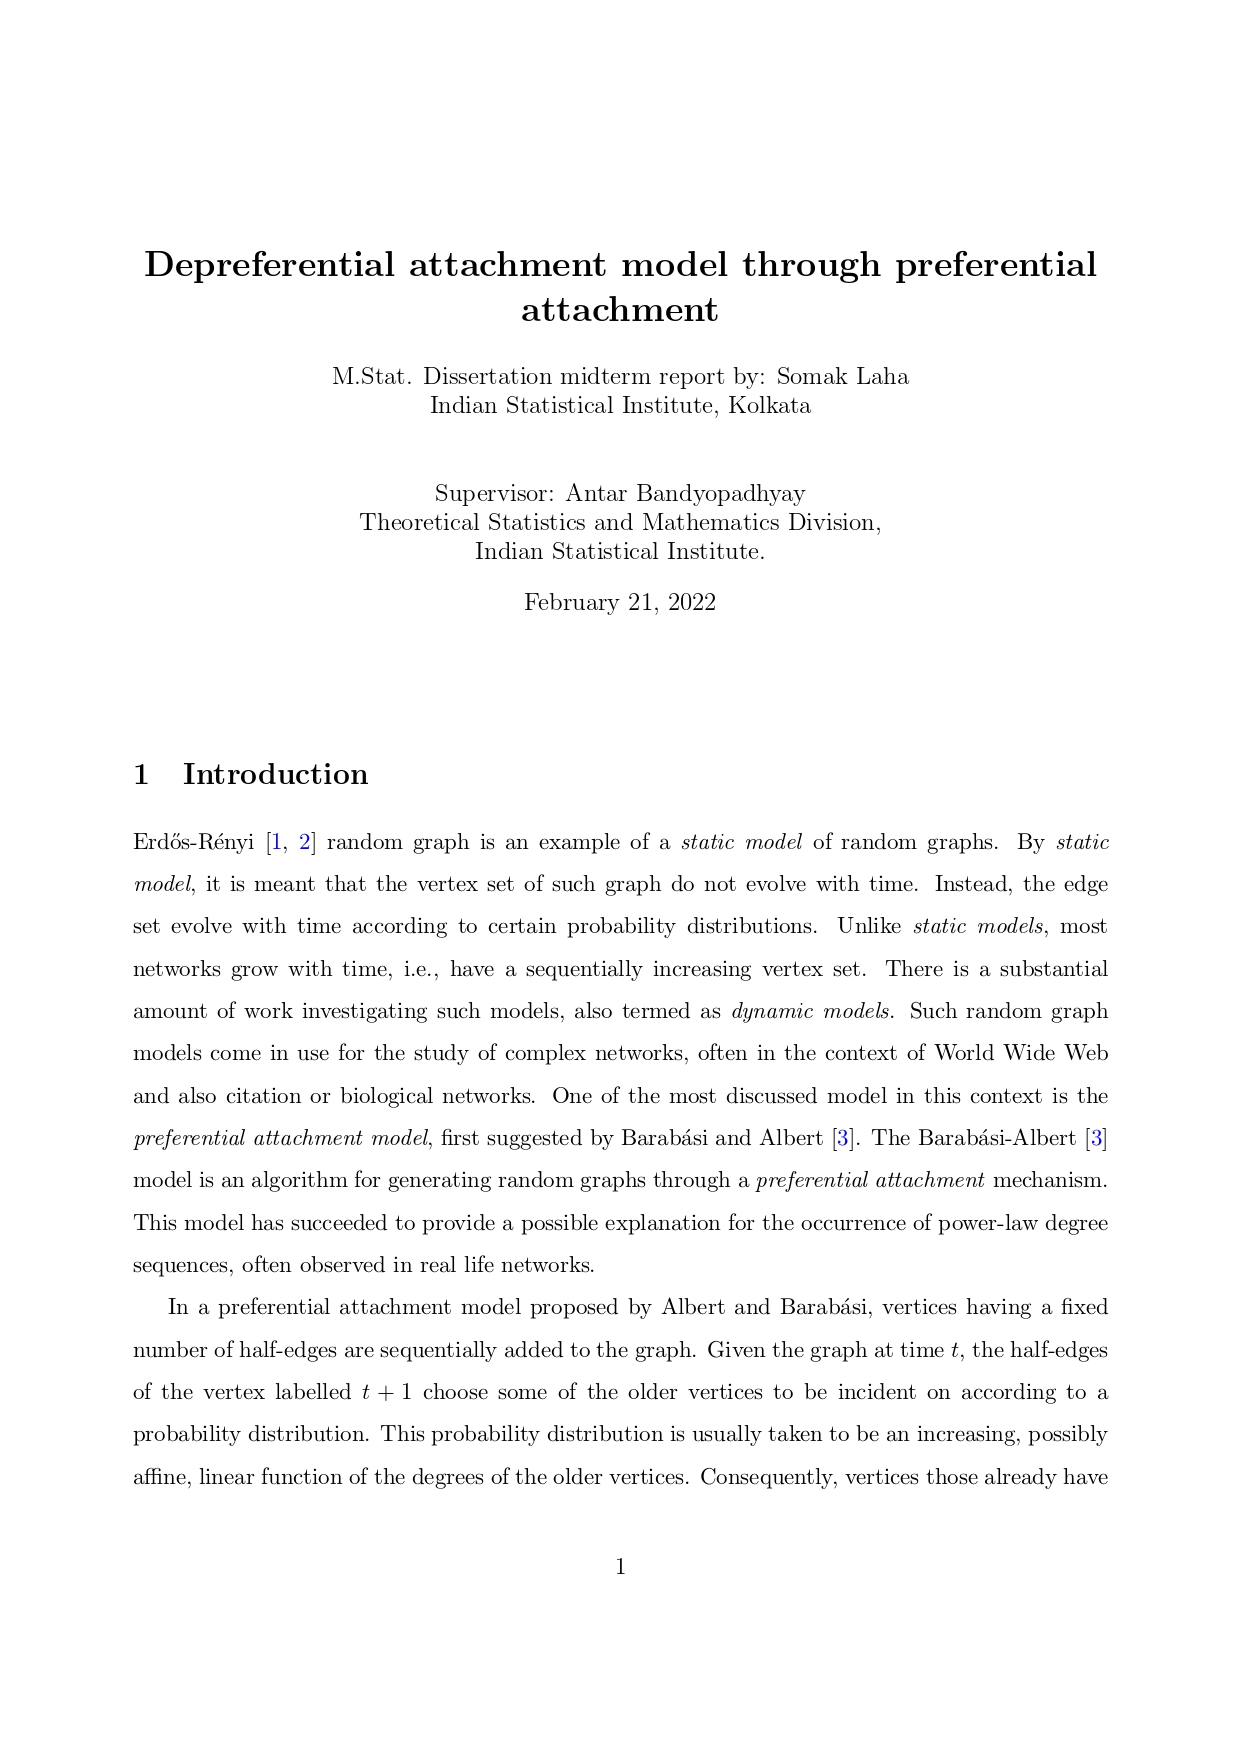 Depreferential attachment model through preferential
attachment
M.Stat. Dissertation midterm report by: Somak Laha
Indian Statistical Institute, Kolkata
Supervisor: Antar Bandyopadhyay
Theoretical Statistics and Mathematics Division,
Indian Statistical Institute.
February 21, 2022
1 Introduction
Erdős-Rényi [1, 2] random graph is an example of a static model of random graphs. By static
model, it is meant that the vertex set of such graph do not evolve with time. Instead, the edge
set evolve with time according to certain probability distributions. Unlike static models, most
networks grow with time, i.e., have a sequentially increasing vertex set. There is a substantial
amount of work investigating such models, also termed as dynamic models. Such random graph
models come in use for the study of complex networks, often in the context of World Wide Web
and also citation or biological networks. One of the most discussed model in this context is the
preferential attachment model, first suggested by Barabási and Albert [3]. The Barabási-Albert [3]
model is an algorithm for generating random graphs through a preferential attachment mechanism.
This model has succeeded to provide a possible explanation for the occurrence of power-law degree
sequences, often observed in real life networks.
In a preferential attachment model proposed by Albert and Barabási, vertices having a fixed
number of half-edges are sequentially added to the graph. Given the graph at time t, the half-edges
of the vertex labelled t + 1 choose some of the older vertices to be incident on according to a
probability distribution. This probability distribution is usually taken to be an increasing, possibly
affine, linear function of the degrees of the older vertices. Consequently, vertices those already have
1